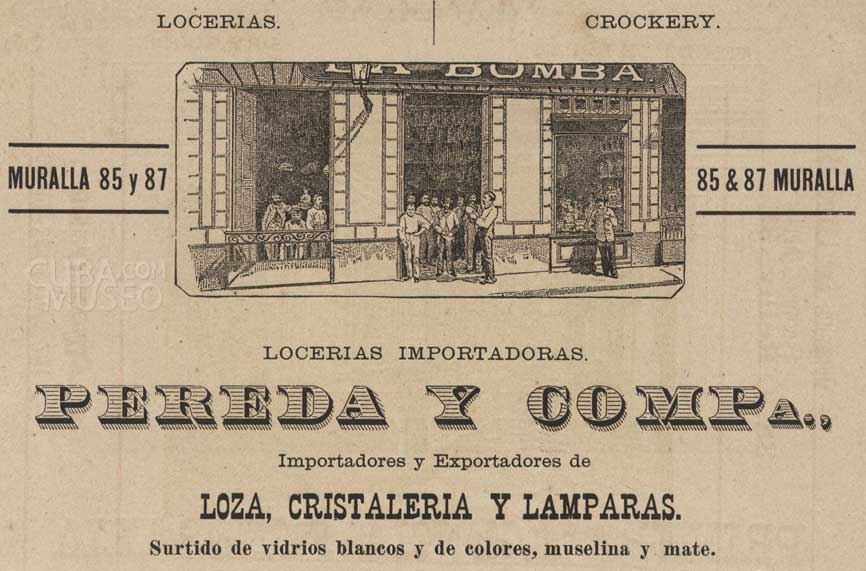 LOCERIAS.
CROCKERY.
LA BOMBA
MURALLA 85 y 87
85 & 87 MURALLA
CUBA.COM
MUSEO
LOCERIAS IMPORTADORAS.
PEREDA Y COMPA.,
Importadores y Exportadores de
LOZA, CRISTALERIA Y LAMPARAS.
Surtido de vidrios blancos y de colores, muselina y mate.